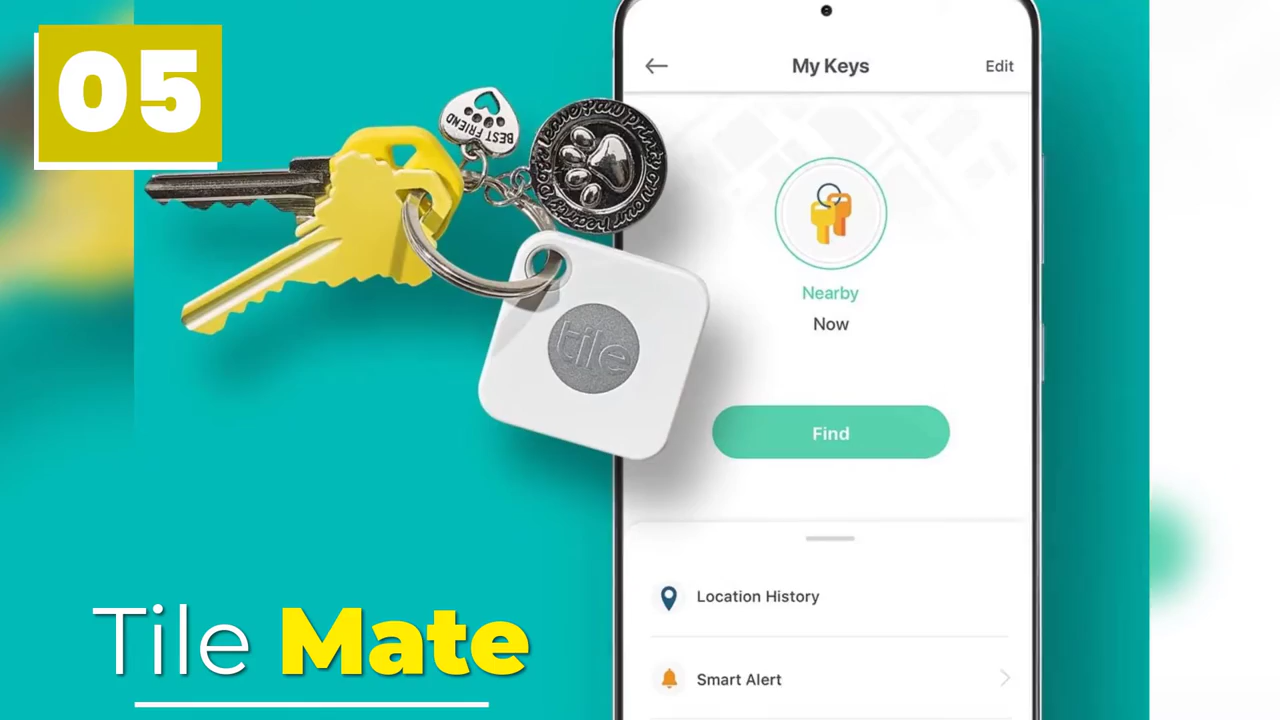 05
My Keys
Edit
BEST FRIEND
tile
Nearby
Now
Find
Location History
Smart Alert
Tile Mate